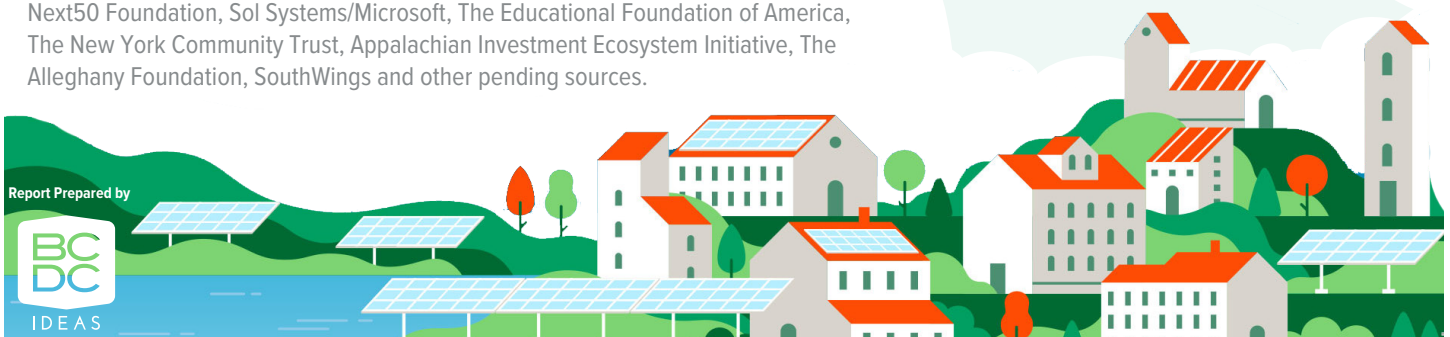 Next50 Foundation, Sol Systems/Microsoft, The Educational Foundation of America,
The New York Community Trust, Appalachian Investment Ecosystem Initiative, The
Alleghany Foundation, SouthWings and other pending sources.
Report Prepared by
BC
DC
IDEAS